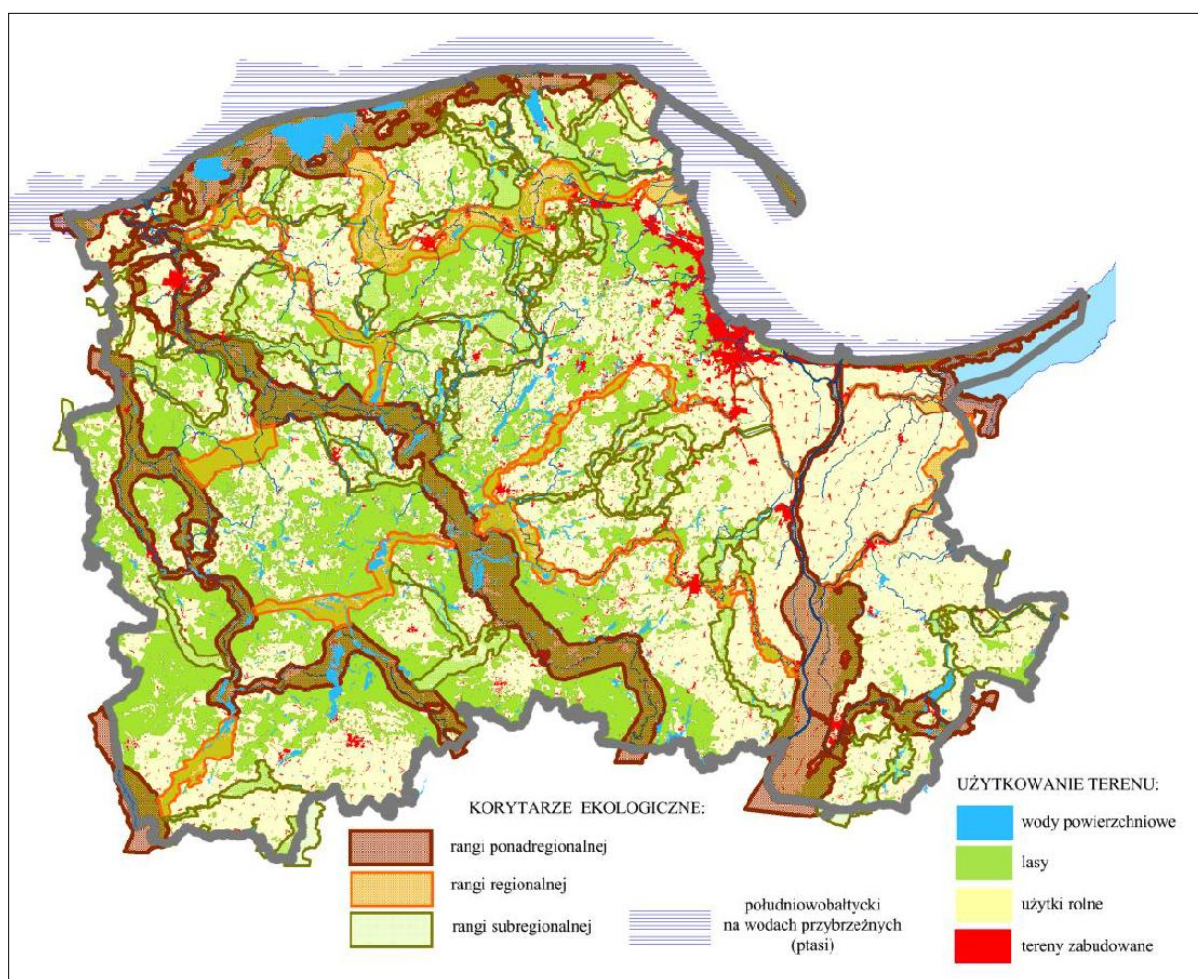 KORYTARZE EKOLOGICZNE:
rangi ponadregionalnej
rangi regionalnej
rangi subregionalnej
południowobałtycki
na wodach przybrzeżnych
(ptasi)
UŻYTKOWANIE TERENU:
wody powierzchniowe
lasy
użytki rolne
tereny zabudowane